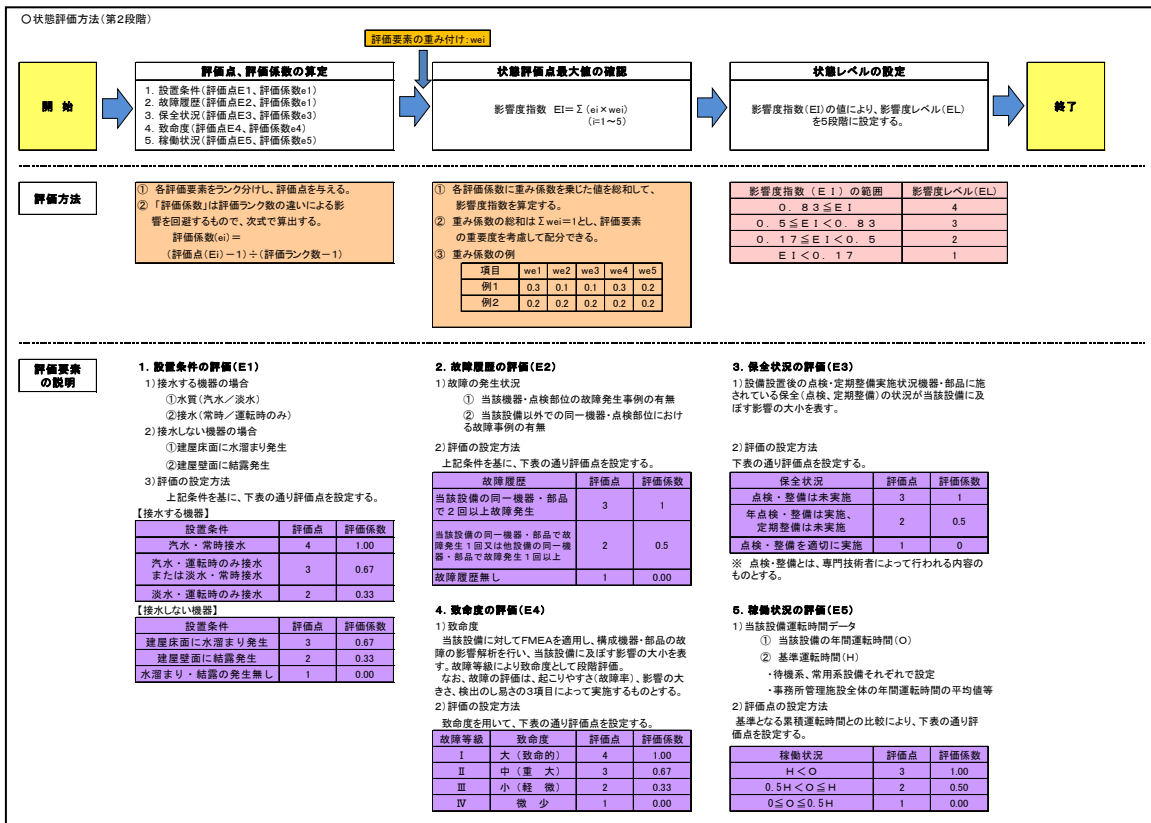 〇状態評価方法(第2段階)
評価要素の重み付け:wei
開 始
評価点、評価係数の算定
1. 設置条件(評価点E1、評価係数e1)
2. 故障履歴(評価点E2、評価係数e1)
3. 保全状況(評価点E3、評価係数e3)
4. 致命度(評価点E4、評価係数e4)
5. 稼働状況(評価点E5、評価係数e5)
状態評価点最大値の確認
影響度指数 EI=Σ(ei×wei)
(i=1~5)
状態レベルの設定
影響度指数(EI)の値により、影響度レベル(EL)
を5段階に設定する。
終了
評価方法
① 各評価要素をランク分けし、評価点を与える。
② 「評価係数」は評価ランク数の違いによる影
響を回避するもので、次式で算出する。
評価係数(ei)=
(評価点(Ei)-1)÷(評価ランク数-1)
① 各評価係数に重み係数を乗じた値を総和して、
影響度指数を算定する。
② 重み係数の総和はΣwei=1とし、評価要素
の重要度を考慮して配分できる。
③ 重み係数の例
項目 we1 we2 we3 we4 we5
例1 0.3 0.1 0.1 0.3 0.2
例2 0.2 0.2 0.2 0.2 0.2
影響度指数(EI)の範囲 影響度レベル(EL)
0.83≦EI 4
0.5≦EI<0.83 3
0.17≦EI<0.5 2
EI<0.17 1
評価要素
の説明
1. 設置条件の評価(E1)
1)接水する機器の場合
①水質(汽水/淡水)
②接水(常時/運転時のみ)
2)接水しない機器の場合
①建屋床面に水溜まり発生
②建屋壁面に結露発生
3)評価の設定方法
上記条件を基に、下表の通り評価点を設定する。
【接水する機器】
設置条件 評価点 評価係数
汽水・常時接水 4 1.00
汽水・運転時のみ接水
または淡水・常時接水 3 0.67
淡水・運転時のみ接水 2 0.33
【接水しない機器】
設置条件 評価点 評価係数
建屋床面に水溜まり発生 3 0.67
建屋壁面に結露発生 2 0.33
水溜まり・結露の発生無し 1 0.00
2. 故障履歴の評価(E2)
1)故障の発生状況
① 当該機器・点検部位の故障発生事例の有無
② 当該設備以外での同一機器・点検部位におけ
る故障事例の有無
2)評価の設定方法
上記条件を基に、下表の通り評価点を設定する。
故障履歴 評価点 評価係数
当該設備の同一機器・部品
で2回以上故障発生 3 1
当該設備の同一機器・部品で故
障発生1回又は他設備の同一機
器・部品で故障発生1回以上 2 0.5
故障履歴無し 1 0.00
3. 保全状況の評価(E3)
1)設備設置後の点検・定期整備実施状況機器・部品に施
されている保全(点検、定期整備)の状況が当該設備に及
ぼす影響の大小を表す。
2)評価の設定方法
下表の通り評価点を設定する。
保全状況 評価点 評価係数
点検・整備は未実施 3 1
年点検・整備は実施、
定期整備は未実施 2 0.5
点検・整備を適切に実施 1 0
※ 点検・整備とは、専門技術者によって行われる内容の
ものとする。
4. 致命度の評価(E4)
1)致命度
当該設備に対してFMEAを適用し、構成機器・部品の故
障の影響解析を行い、当該設備に及ぼす影響の大小を表
す。故障等級により致命度として段階評価。
なお、故障の評価は、起こりやすさ(故障率)、影響の大
きさ、検出のし易さの3項目によって実施するものとする。
2)評価の設定方法
致命度を用いて、下表の通り評価点を設定する。
故障等級 致命度 評価点 評価係数
Ⅰ 大(致命的) 4 1.00
Ⅱ 中(重 大) 3 0.67
Ⅲ 小(軽 微) 2 0.33
Ⅳ 微 少 1 0.00
5. 稼働状況の評価(E5)
1)当該設備運転時間データ
① 当該設備の年間運転時間(O)
② 基準運転時間(H)
・待機系、常用系設備それぞれで設定
・事務所管理施設全体の年間運転時間の平均値等
2)評価点の設定方法
基準となる累積運転時間との比較により、下表の通り評
価点を設定する。
稼働状況 評価点 評価係数
H<O 3 1.00
0.5H<O≦H 2 0.50
0≦O≦0.5H 1 0.00